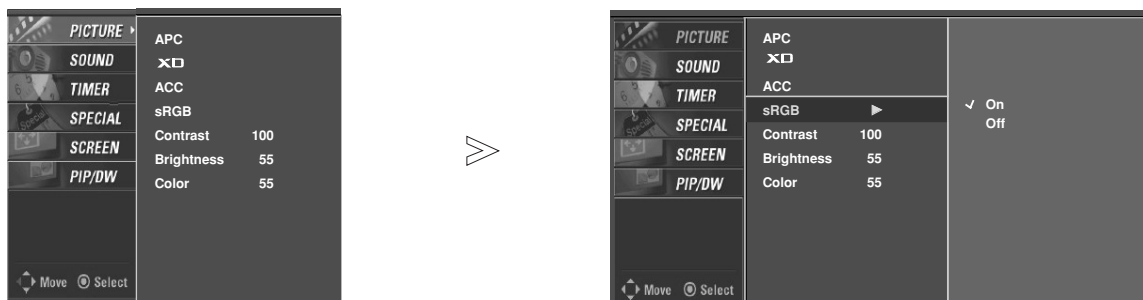 PICTURE
SOUND
TIMER
SPECIAL
SCREEN
PIP/DW
Move Select
APC
XD
ACC
sRGB
Contrast 100
Brightness 55
Color 55
PICTURE
SOUND
TIMER
SPECIAL
SCREEN
PIP/DW
Move Select
APC
XD
ACC
sRGB
Contrast 100
Brightness 55
Color 55
On
Off